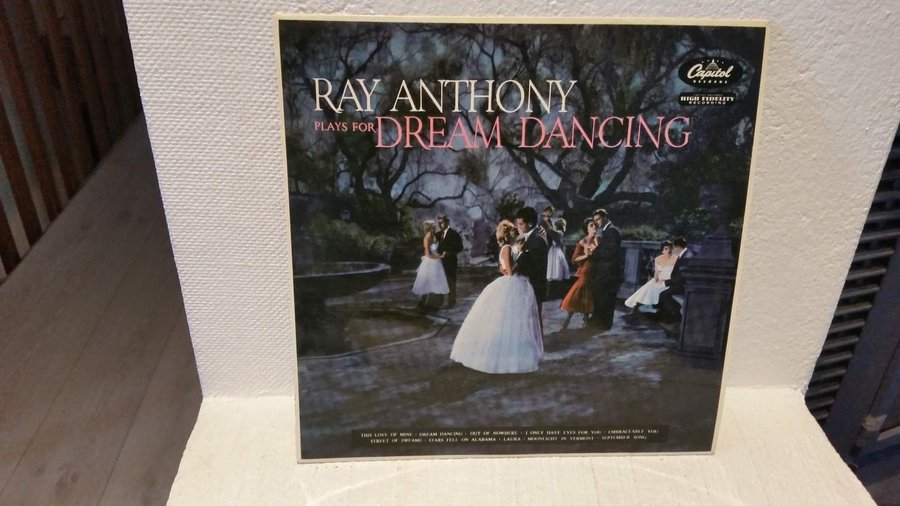 RAY ANTHONY
PLAYS FOR DREAM DANCING
Capitol
RECORDS
HIGH FIDELITY
RECORDING
THIS LOVE OF MINE · DREAM DANCING · OUT OF NOWHERE · I ONLY HAVE EYES FOR YOU · EMBRACEABLE YOU
STREET OF DREAMS · STARS FELL ON ALABAMA · LAURA · MOONLIGHT IN VERMONT · SEPTEMBER SONG